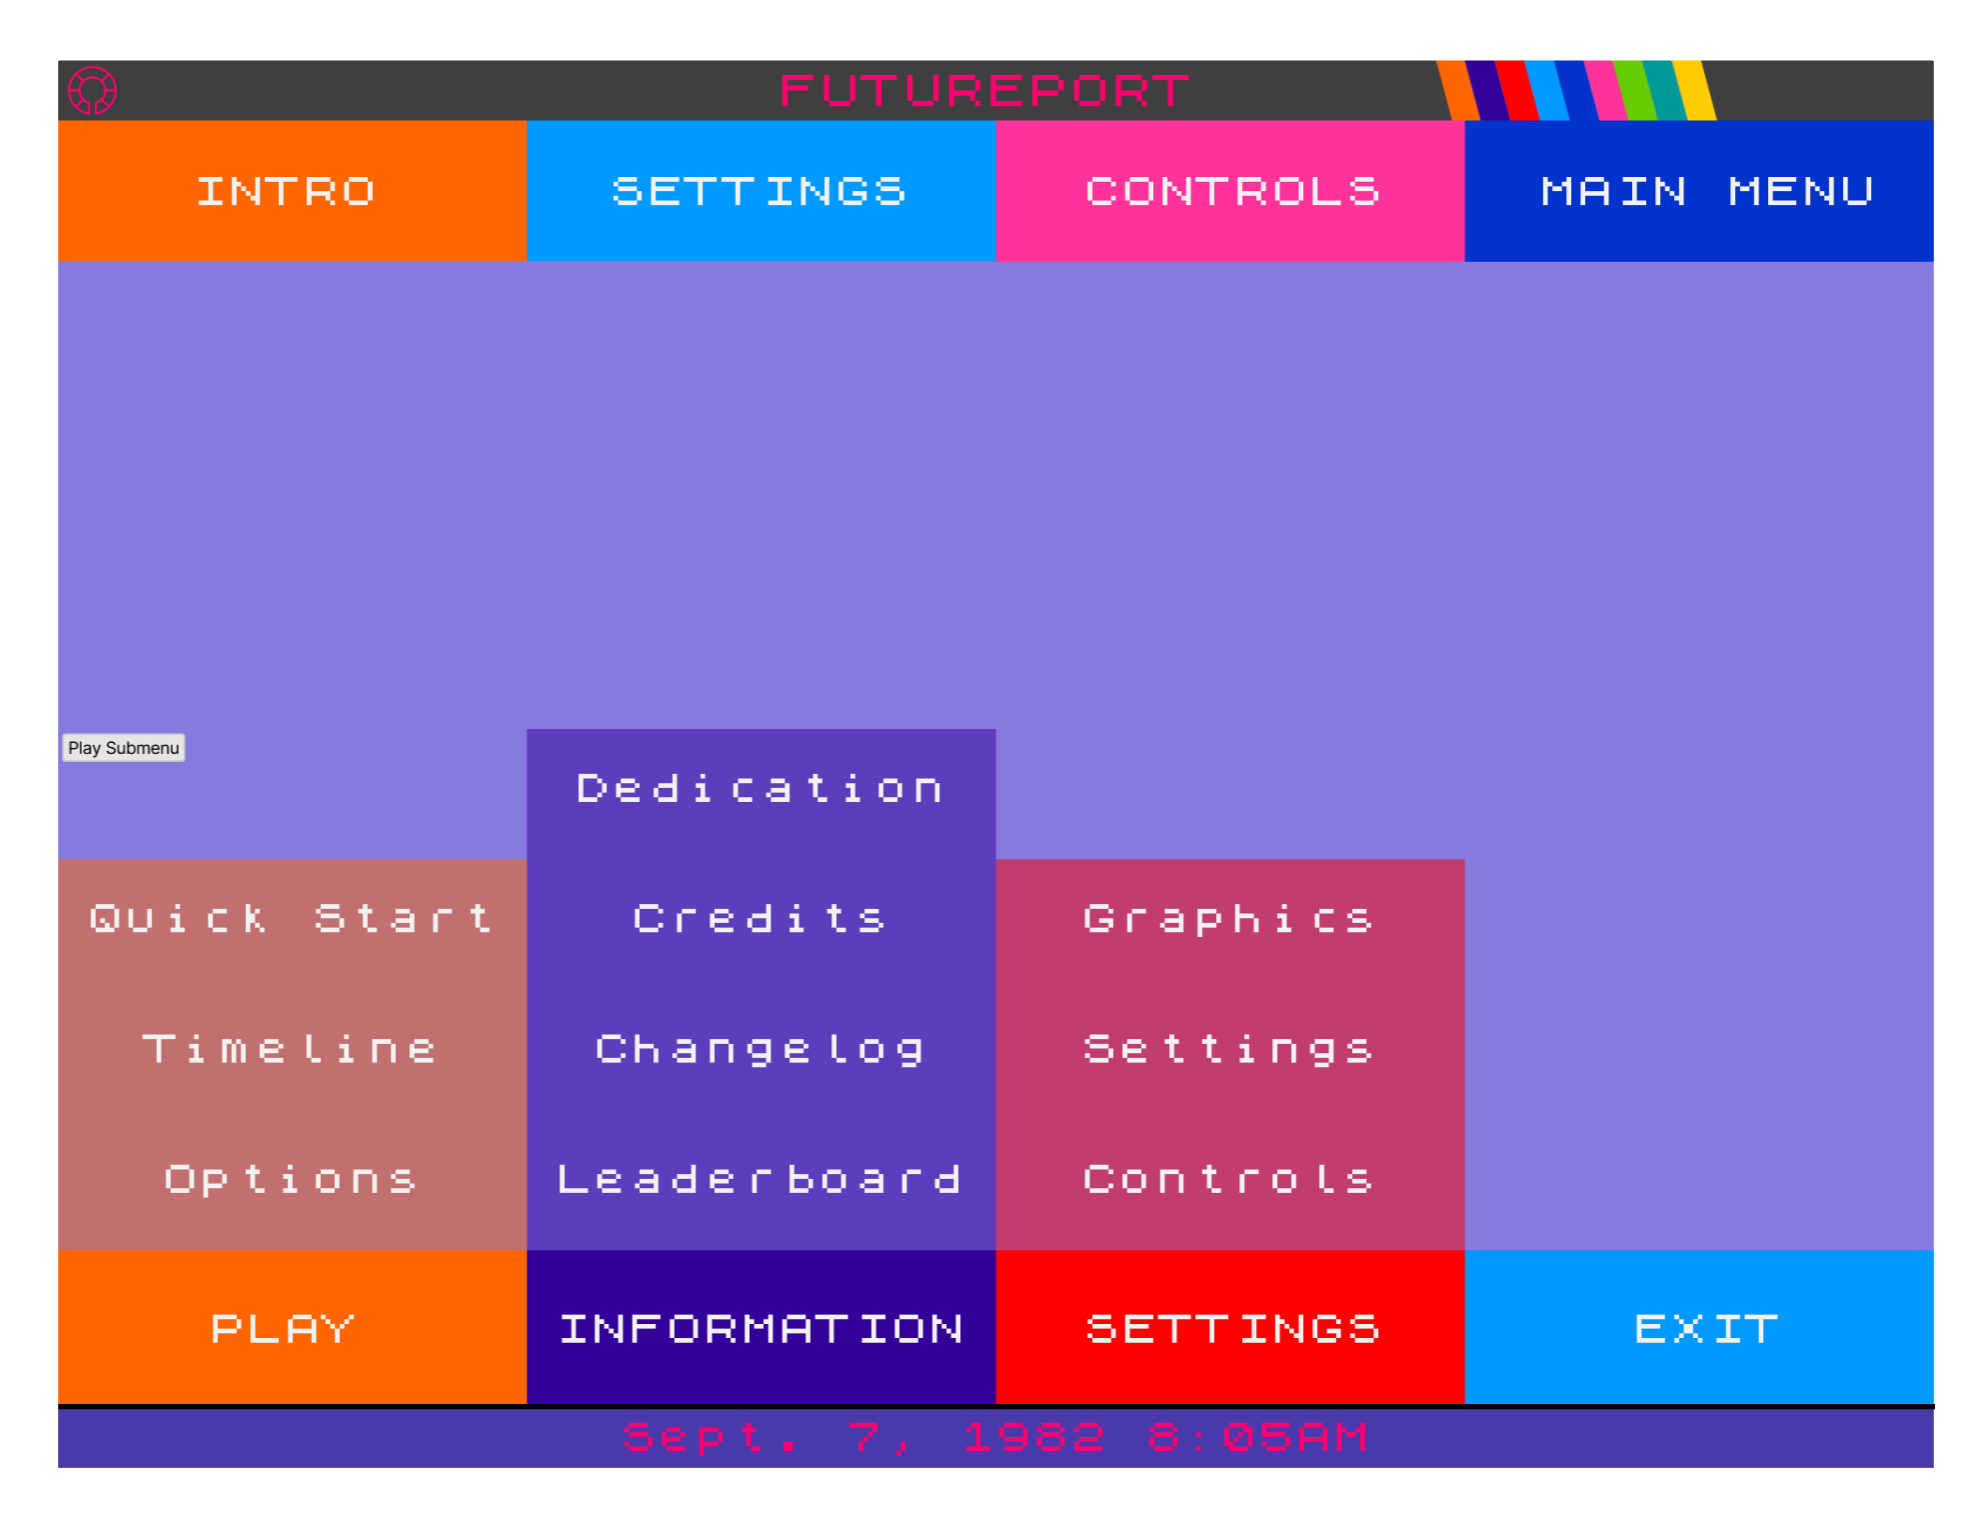 FUTUREPORT
INTRO SETTINGS CONTROLS MAIN MENU
Play Submenu
Dedication
Quick Start Credits Graphics
Timeline Changelog Settings
Options Leaderboard Controls
PLAY INFORMATION SETTINGS EXIT
Sept. 7, 1982 8:05AM